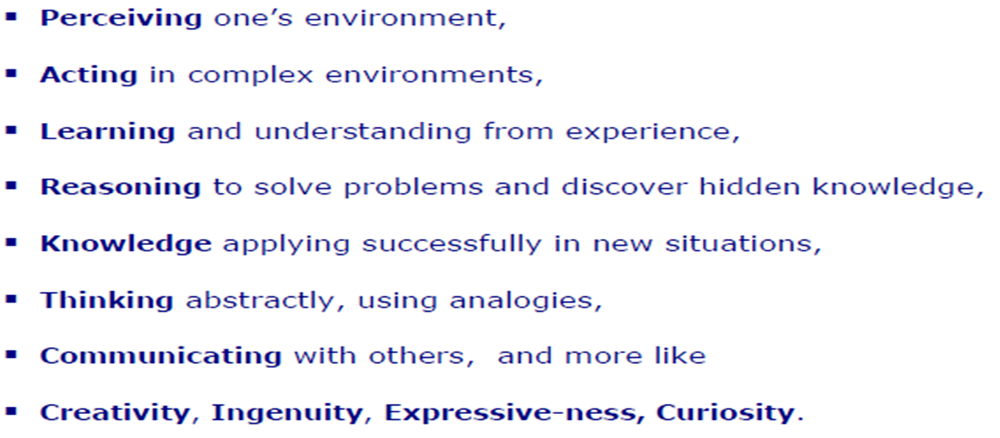 ▪ Perceiving one’s environment,
▪ Acting in complex environments,
▪ Learning and understanding from experience,
▪ Reasoning to solve problems and discover hidden knowledge,
▪ Knowledge applying successfully in new situations,
▪ Thinking abstractly, using analogies,
▪ Communicating with others,  and more like
▪ Creativity, Ingenuity, Expressive-ness, Curiosity.